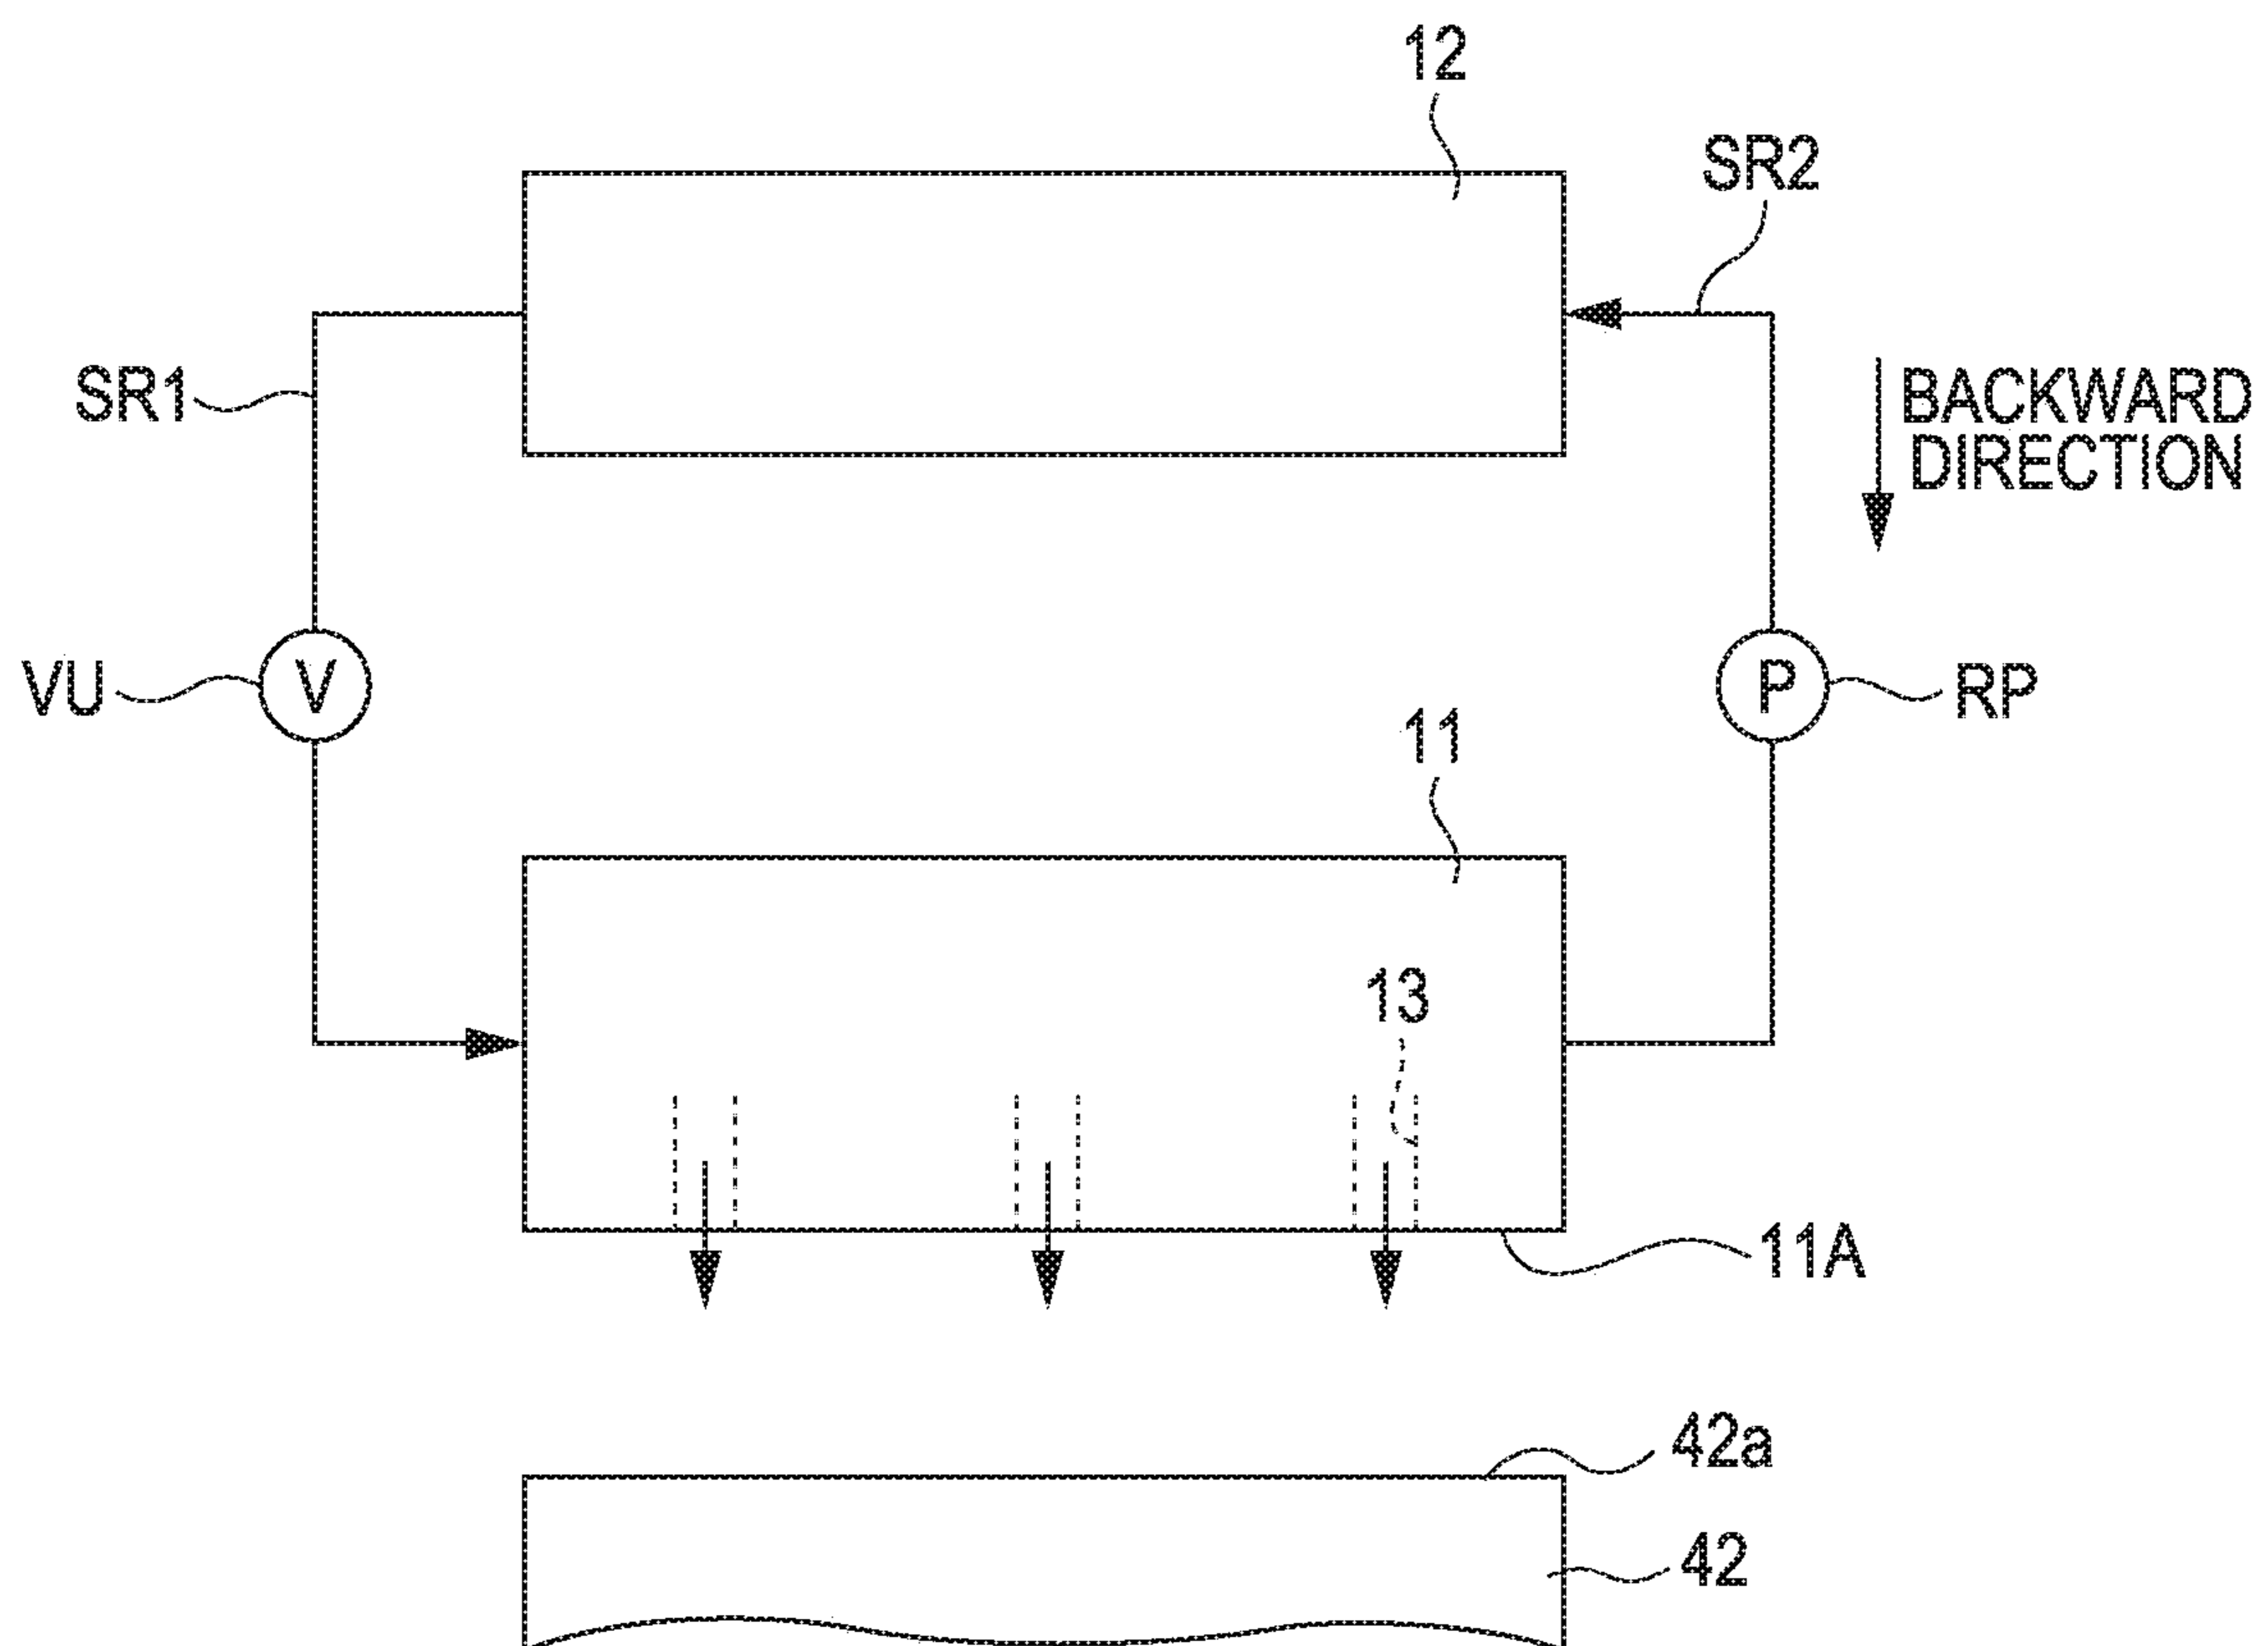 12
SR2
SR1
BACKWARD
DIRECTION
VU
V
P
RP
11
13
11A
42a
42